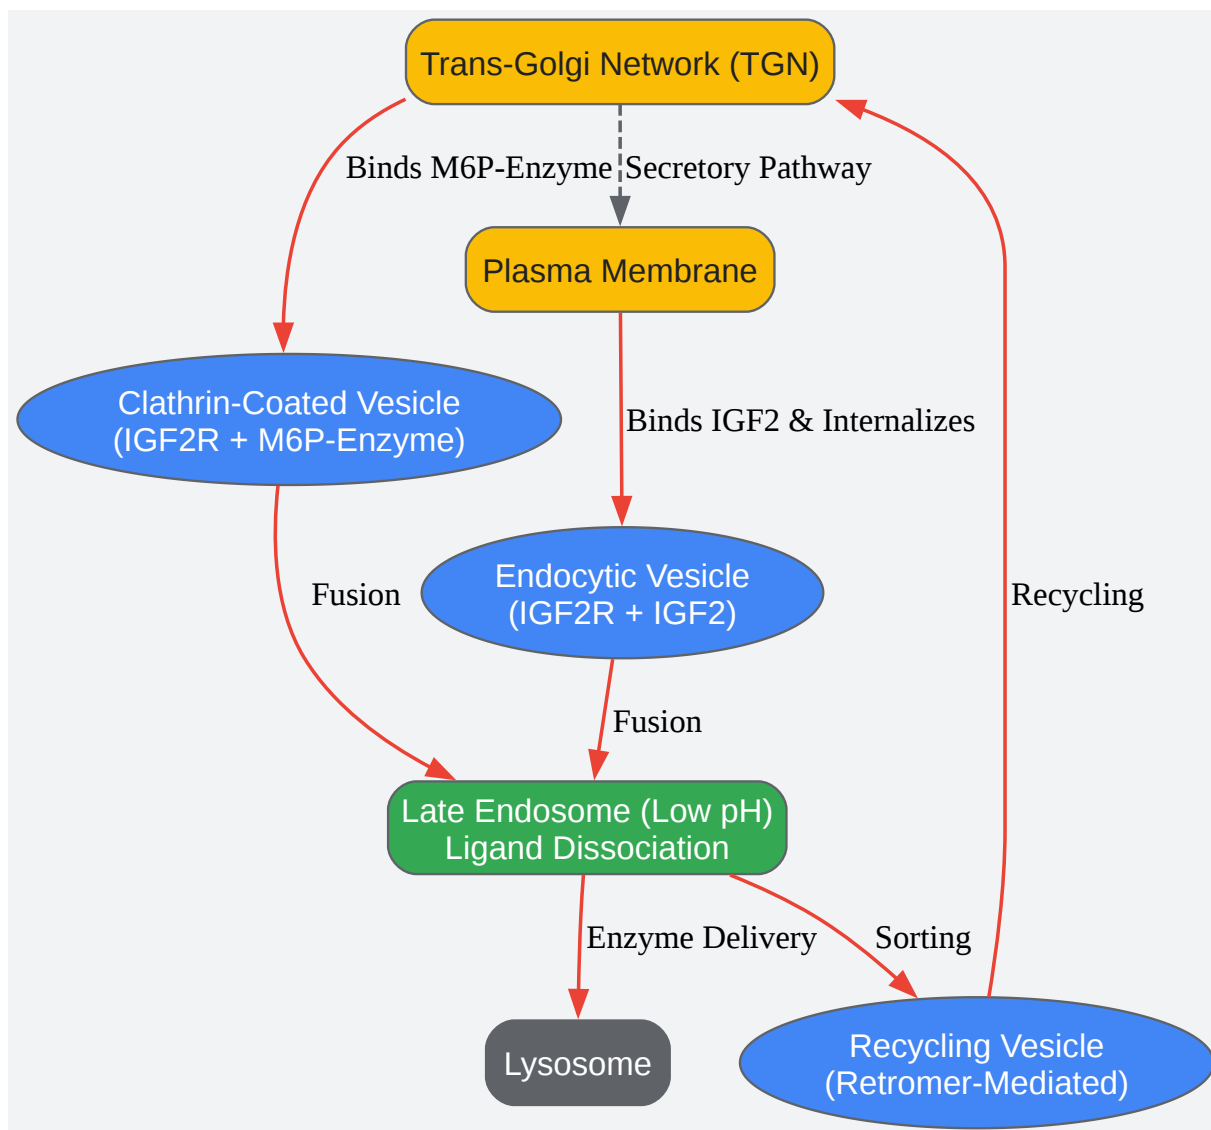 Trans-Golgi Network (TGN)
Binds M6P-Enzyme
Secretory Pathway
Plasma Membrane
Clathrin-Coated Vesicle
(IGF2R + M6P-Enzyme)
Binds IGF2 & Internalizes
Endocytic Vesicle
(IGF2R + IGF2)
Fusion
Recycling
Fusion
Late Endosome (Low pH)
Ligand Dissociation
Enzyme Delivery
Sorting
Lysosome
Recycling Vesicle
(Retromer-Mediated)